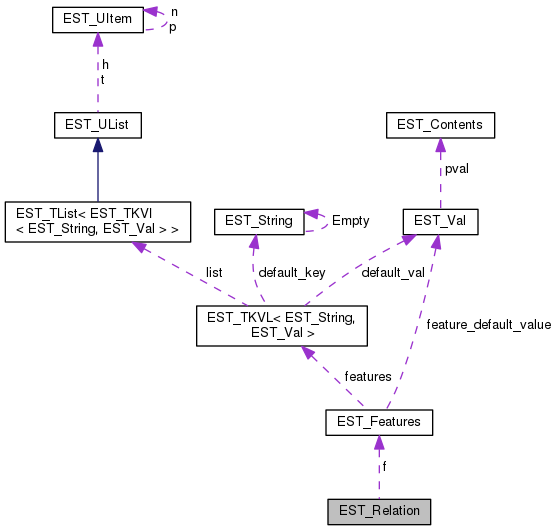 EST_UItem
n
p
h
t
EST_UList
EST_Contents
pval
EST_TList< EST_TKVI
< EST_String, EST_Val > >
EST_String
Empty
EST_Val
list
default_key
default_val
EST_TKVL< EST_String,
EST_Val >
feature_default_value
features
EST_Features
f
EST_Relation